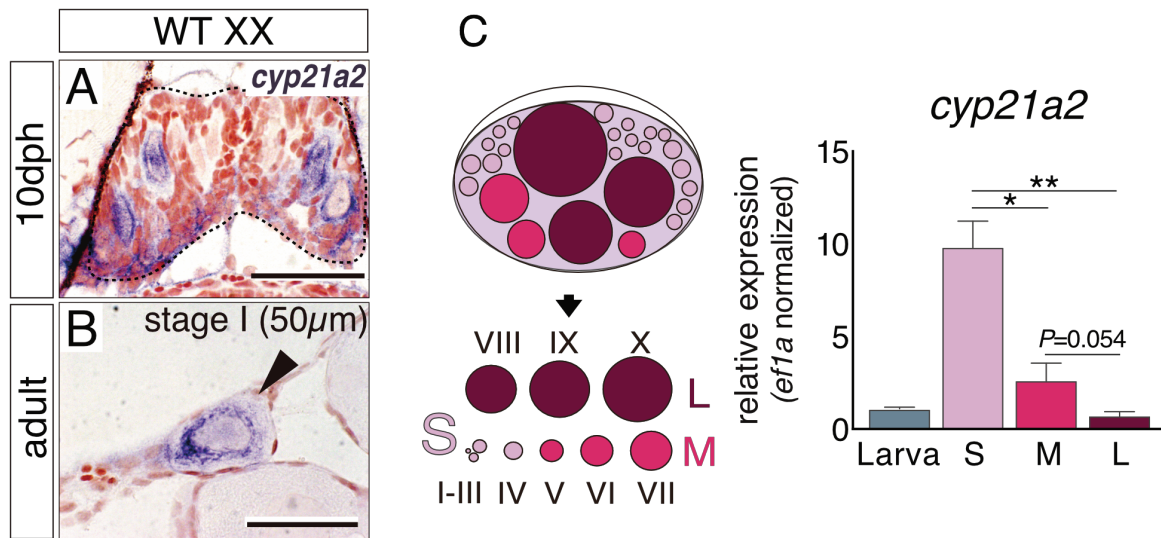 WT XX
10dph
A
cyp21a2
adult
B
stage I (50µm)
C
VIII IX X
L
S
M
I-III IV V VI VII
cyp21a2
relative expression
(ef1a normalized)
15
10
5
0
**
*
P=0.054
Larva S M L